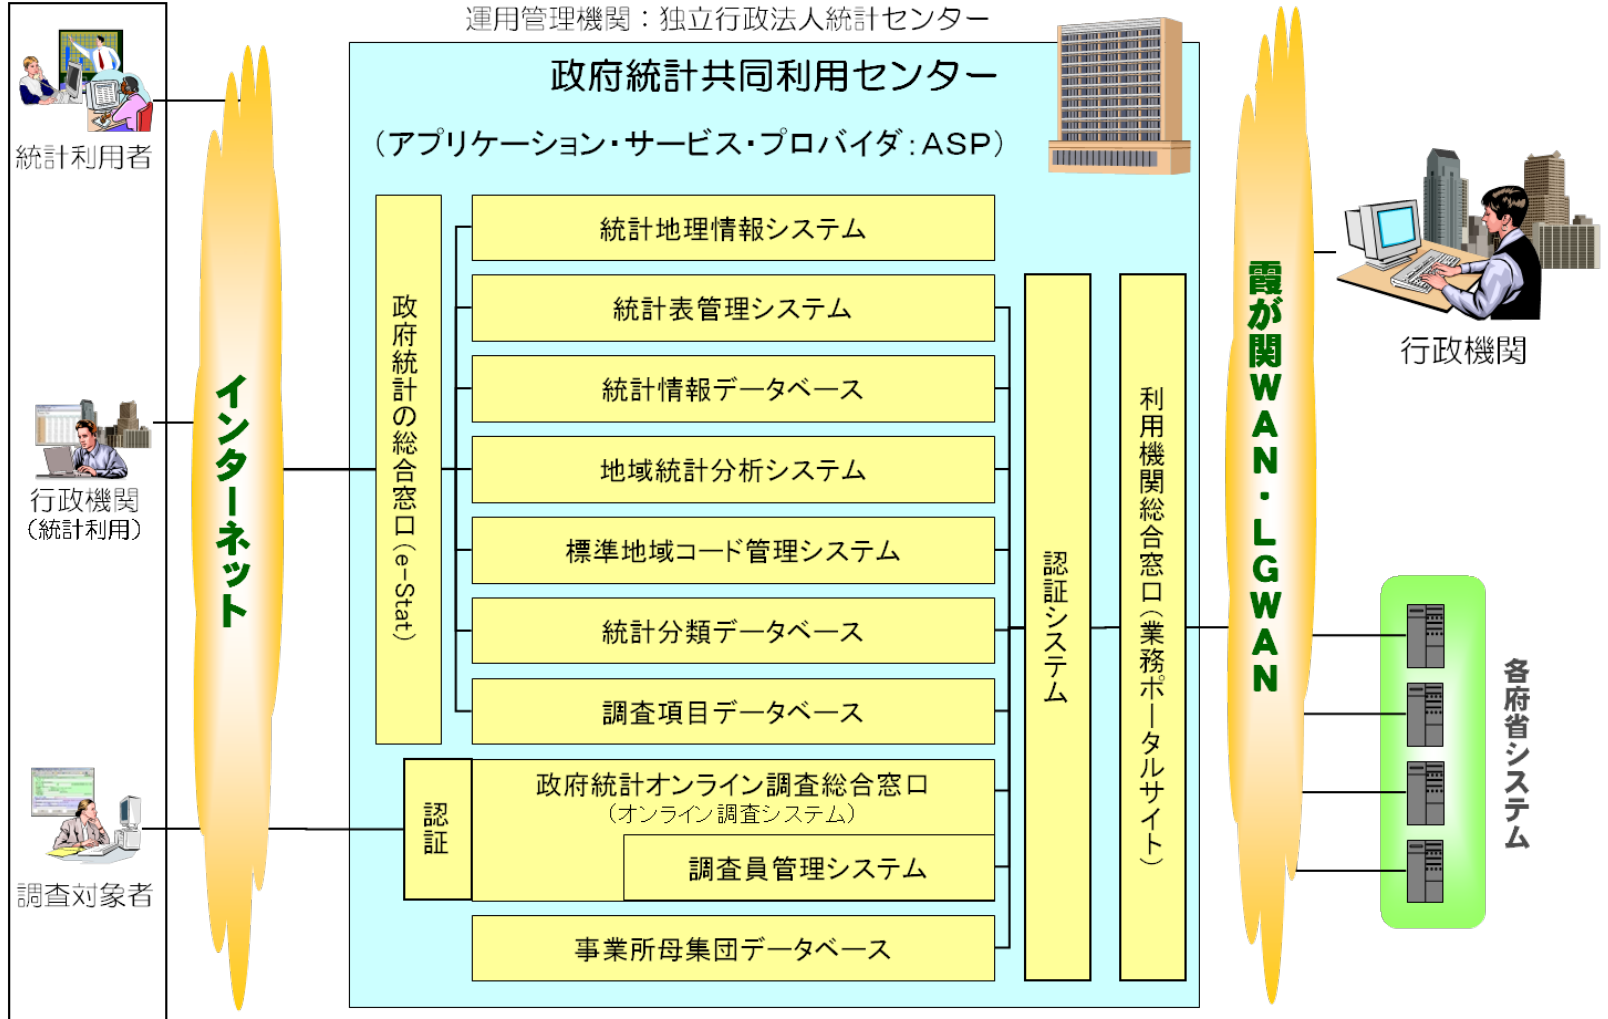 運用管理機関：独立行政法人統計センター
政府統計共同利用センター
（アプリケーション・サービス・プロバイダ：ASP）
統計利用者
行政機関
（統計利用）
調査対象者
インターネット
政府統計の総合窓口（e-Stat）
統計地理情報システム
統計表管理システム
統計情報データベース
地域統計分析システム
標準地域コード管理システム
統計分類データベース
調査項目データベース
認証
政府統計オンライン調査総合窓口
（オンライン調査システム）
調査員管理システム
事業所母集団データベース
認証システム
利用機関総合窓口（業務ポータルサイト）
霞が関WAN・LGWAN
行政機関
各府省システム